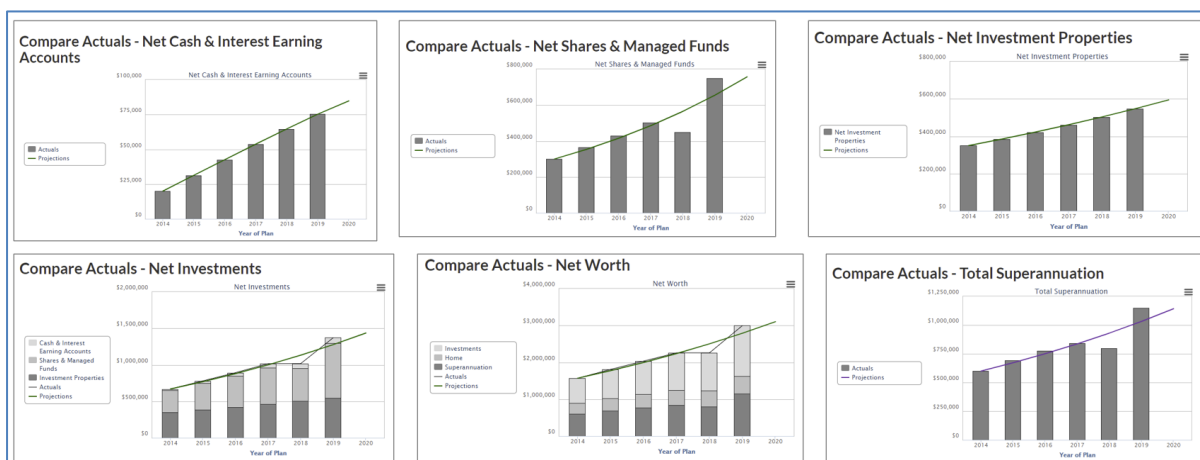 Compare Actuals - Net Cash & Interest Earning
Accounts
Net Cash & Interest Earning Accounts
$100,000
$75,000
$50,000
$25,000
$0
Actuals
Projections
2014 2015 2016 2017 2018 2019 2020
Year of Plan
Compare Actuals - Net Shares & Managed Funds
Net Shares & Managed Funds
$800,000
$600,000
$400,000
$200,000
$0
Actuals
Projections
2014 2015 2016 2017 2018 2019 2020
Year of Plan
Compare Actuals - Net Investment Properties
Net Investment Properties
$800,000
$600,000
$400,000
$200,000
$0
Net Investment
Properties
Projections
2014 2015 2016 2017 2018 2019 2020
Year of Plan
Compare Actuals - Net Investments
Net Investments
$2,000,000
$1,500,000
$1,000,000
$500,000
$0
Cash & Interest
Earning Accounts
Shares & Managed
Funds
Investment Properties
Actuals
Projections
2014 2015 2016 2017 2018 2019 2020
Year of Plan
Compare Actuals - Net Worth
Net Worth
$4,000,000
$3,000,000
$2,000,000
$1,000,000
$0
Investments
Home
Superannuation
Actuals
Projections
2014 2015 2016 2017 2018 2019 2020
Year of Plan
Compare Actuals - Total Superannuation
Total Superannuation
$1,250,000
$1,000,000
$750,000
$500,000
$250,000
$0
Actuals
Projections
2014 2015 2016 2017 2018 2019 2020
Year of Plan